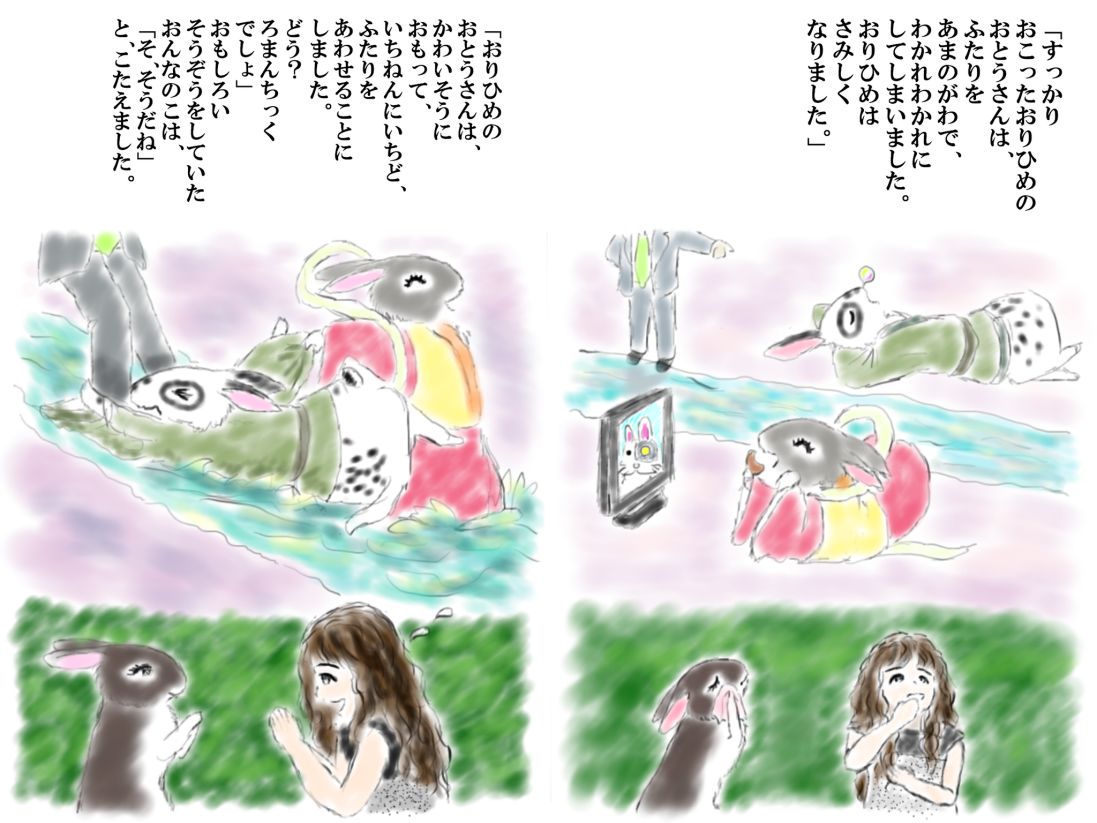 「すっかり
おこったおりひめの
おとうさんは、
ふたりを
あまのがわで、
わかれわかれに
してしまいました。
おりひめは
さみしく
なりました。」
「おりひめの
おとうさんは、
かわいそうに
おもって、
いちねんにいちど、
ふたりを
あわせることに
しました。
どう？
ろまんちっく
でしょ」
おもしろい
そうぞうをしていた
おんなのこは、
「そ、そうだね」
と、こたえました。